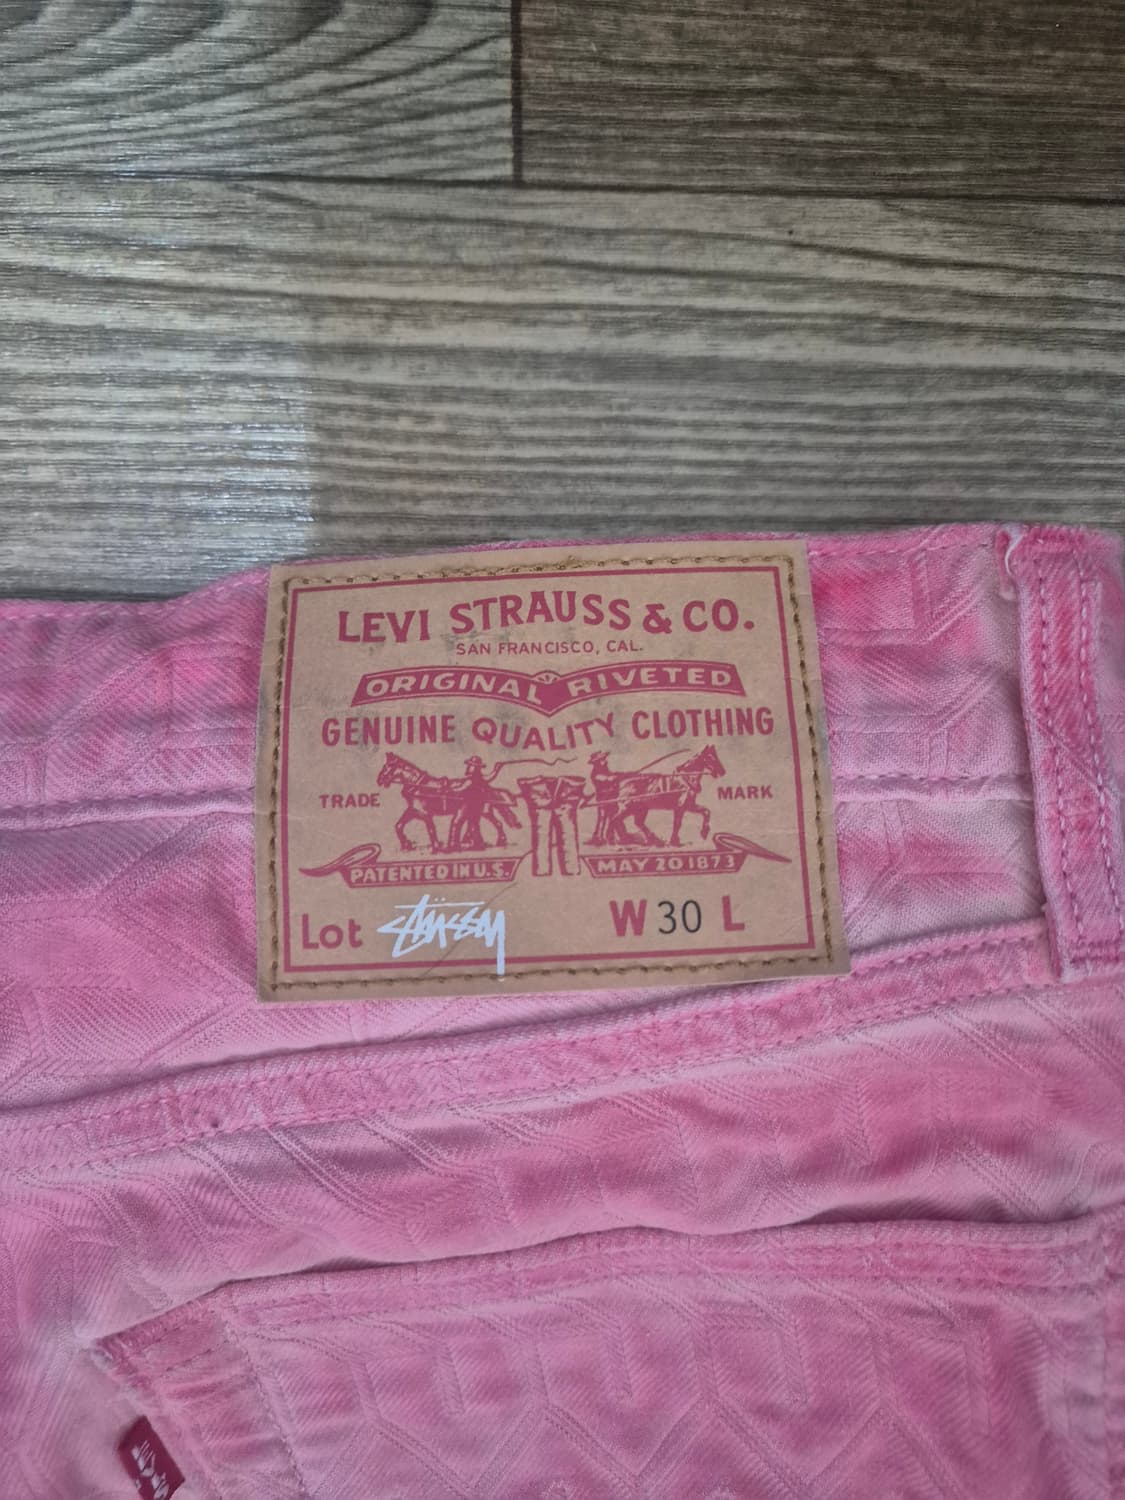 LEVI STRAUSS & CO.
SAN FRANCISCO, CAL.
ORIGINAL RIVETED
GENUINE QUALITY CLOTHING
TRADE MARK
PATENTED IN U.S. MAY 20 1873
Lot STÜSSY W 30 L